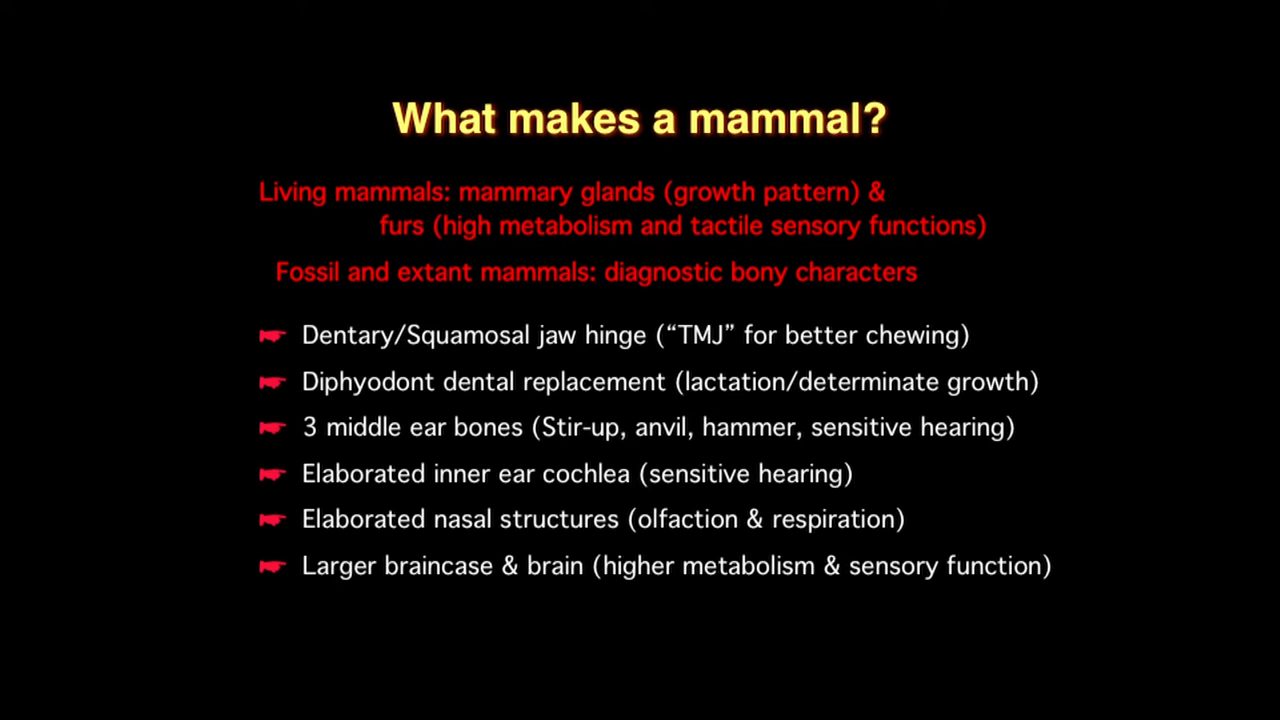 What makes a mammal?
Living mammals: mammary glands (growth pattern) &
furs (high metabolism and tactile sensory functions)
Fossil and extant mammals: diagnostic bony characters
Dentary/Squamosal jaw hinge (“TMJ” for better chewing)
Diphyodont dental replacement (lactation/determinate growth)
3 middle ear bones (Stir-up, anvil, hammer, sensitive hearing)
Elaborated inner ear cochlea (sensitive hearing)
Elaborated nasal structures (olfaction & respiration)
Larger braincase & brain (higher metabolism & sensory function)